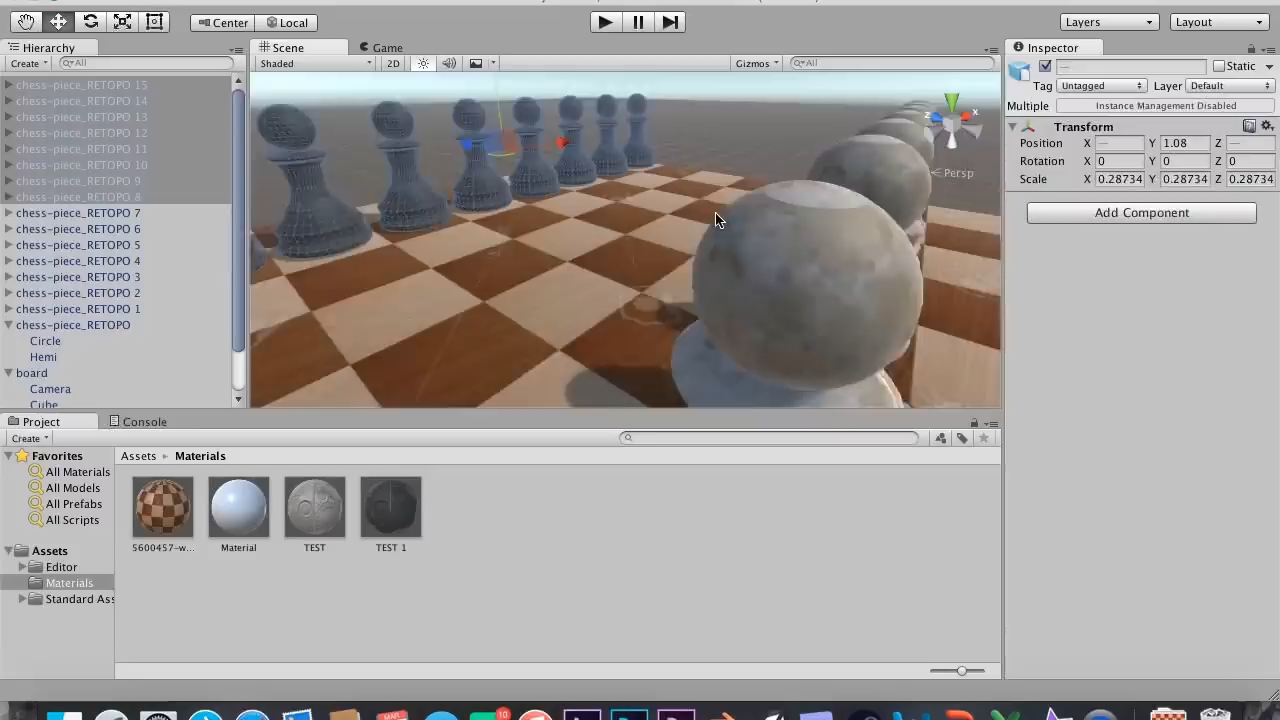 Center Local
Layers Layout
Hierarchy
Create All
chess-piece_RETOPO 15
chess-piece_RETOPO 14
chess-piece_RETOPO 13
chess-piece_RETOPO 12
chess-piece_RETOPO 11
chess-piece_RETOPO 10
chess-piece_RETOPO 9
chess-piece_RETOPO 8
chess-piece_RETOPO 7
chess-piece_RETOPO 6
chess-piece_RETOPO 5
chess-piece_RETOPO 4
chess-piece_RETOPO 3
chess-piece_RETOPO 2
chess-piece_RETOPO 1
chess-piece_RETOPO
Circle
Hemi
board
Camera
Cube
Scene Game
Shaded 2D Gizmos All
x z
Persp
Inspector
Static
Tag Untagged Layer Default
Multiple Instance Management Disabled
Transform
Position X — Y 1.08 Z —
Rotation X 0 Y 0 Z 0
Scale X 0.28734 Y 0.28734 Z 0.28734
Add Component
Project Console
Create
Favorites
All Materials
All Models
All Prefabs
All Scripts
Assets
Editor
Materials
Standard Ass
Assets Materials
5600457-w... Material TEST TEST 1
MAR 10